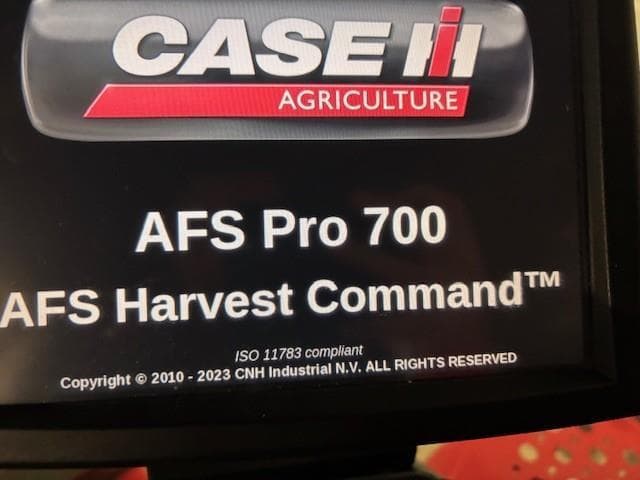 CASE IH
AGRICULTURE
AFS Pro 700
AFS Harvest Command™
ISO 11783 compliant
Copyright © 2010 - 2023 CNH Industrial N.V. ALL RIGHTS RESERVED